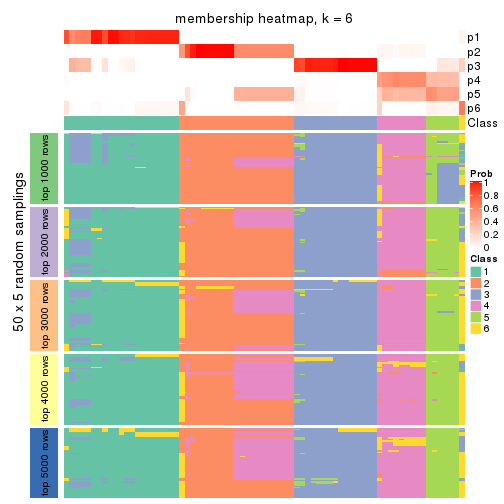 membership heatmap, k = 6
p1
p2
p3
p4
p5
p6
Class
50 x 5 random samplings
top 1000 rows
top 2000 rows
top 3000 rows
top 4000 rows
top 5000 rows
Prob
1
0.8
0.6
0.4
0.2
0
Class
1
2
3
4
5
6